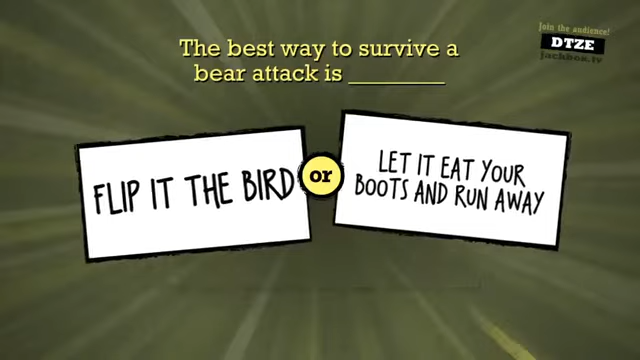 Join the audience!
DTZE
jackbox.tv
The best way to survive a
bear attack is ________
FLIP IT THE BIRD
or
LET IT EAT YOUR
BOOTS AND RUN AWAY